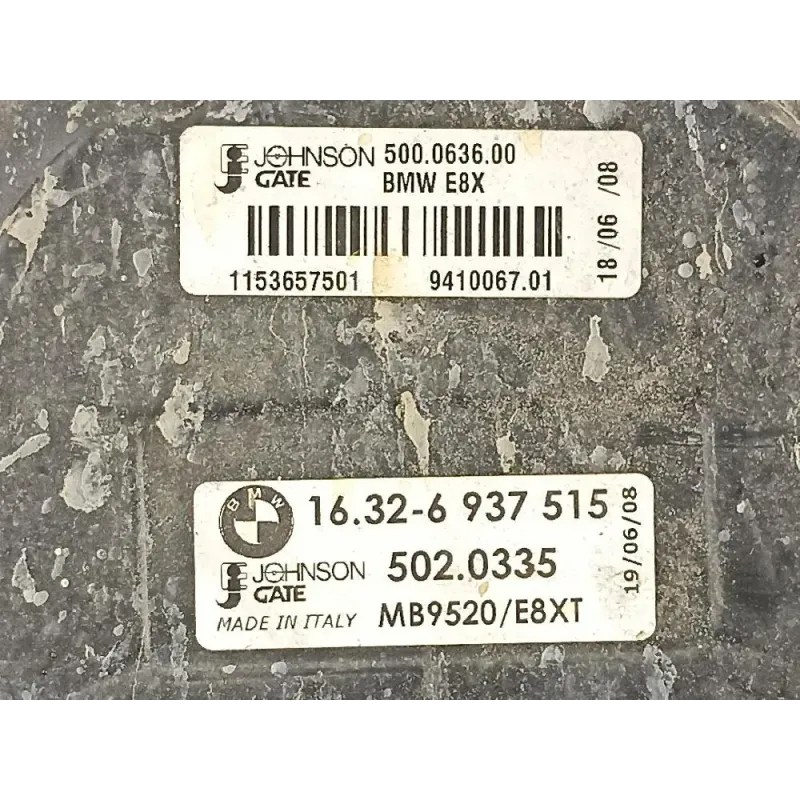 JOHNSON 500.0636.00
GATE BMW E8X
1153657501 9410067.01
18/06 /08
BMW 16.32-6 937 515
JOHNSON 502.0335
GATE
MADE IN ITALY MB9520/E8XT
19/06/08